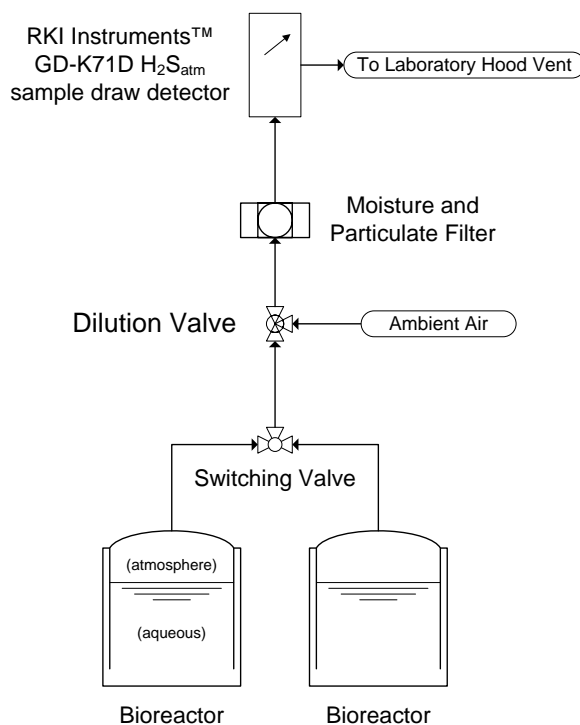 RKI Instruments™
GD-K71D H₂Sₐₜₘ
sample draw detector
To Laboratory Hood Vent
Moisture and
Particulate Filter
Dilution Valve
Ambient Air
Switching Valve
(atmosphere)
(aqueous)
Bioreactor
Bioreactor